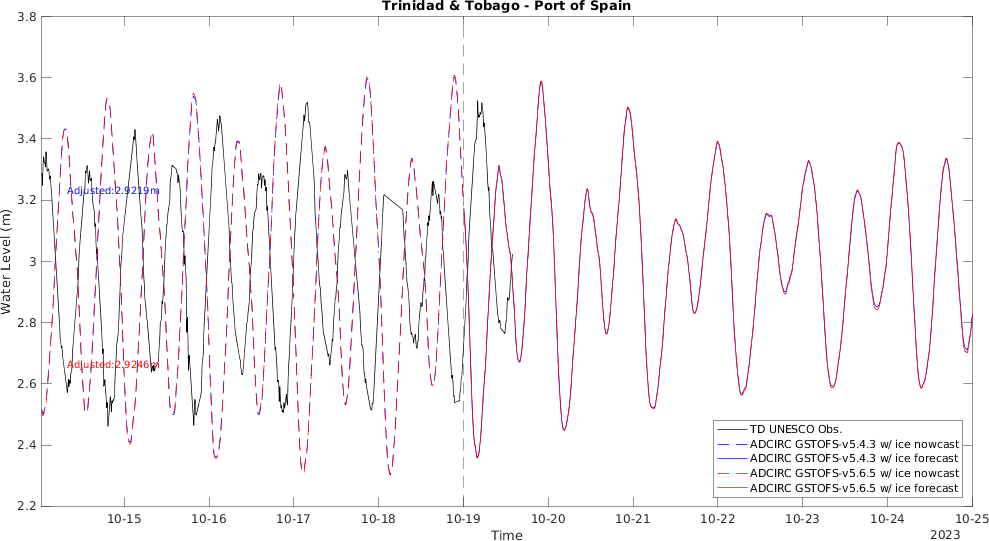 Trinidad & Tobago - Port of Spain
3.8
3.6
3.4
3.2
3
2.8
2.6
2.4
2.2
Water Level (m)
Adjusted:2.9219m
Adjusted:2.9246m
TD UNESCO Obs.
ADCIRC GSTOFS-v5.4.3 w/ ice nowcast
ADCIRC GSTOFS-v5.4.3 w/ ice forecast
ADCIRC GSTOFS-v5.6.5 w/ ice nowcast
ADCIRC GSTOFS-v5.6.5 w/ ice forecast
10-15 10-16 10-17 10-18 10-19 10-20 10-21 10-22 10-23 10-24 10-25
Time
2023